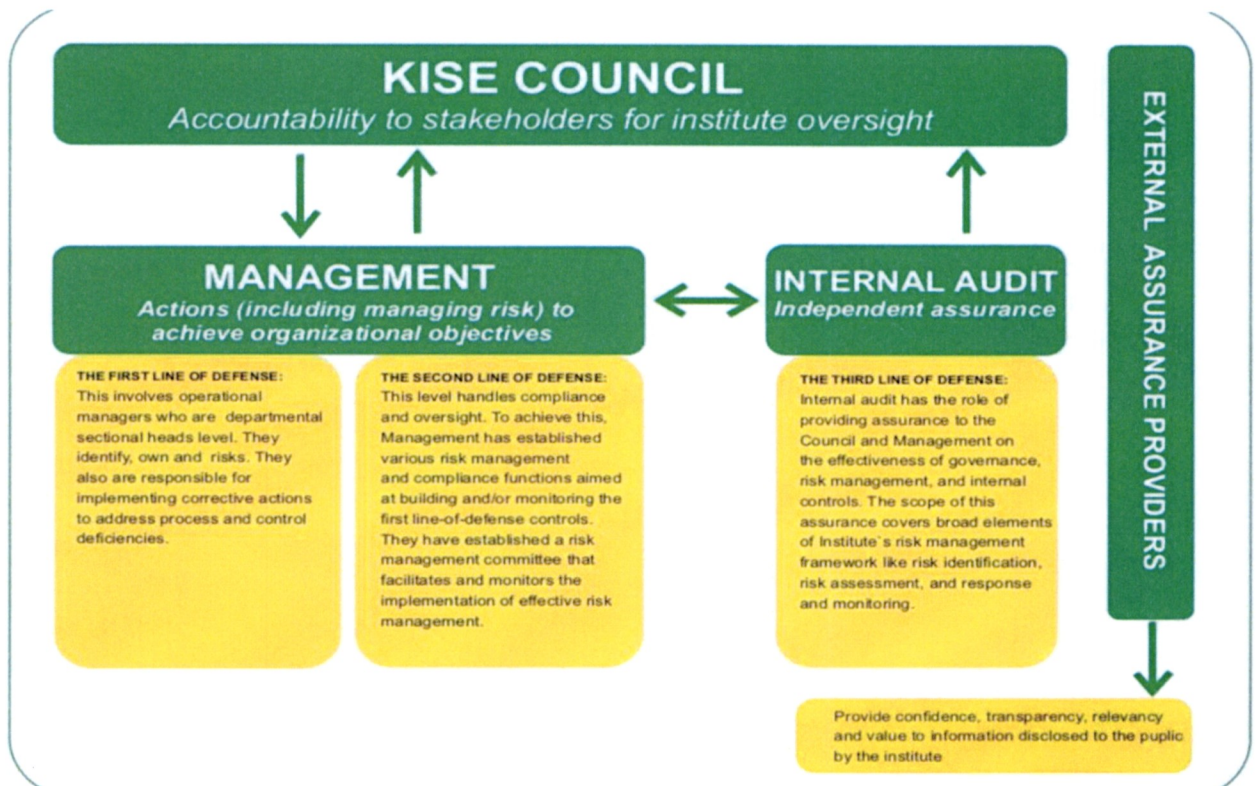 KISE COUNCIL
Accountability to stakeholders for institute oversight
MANAGEMENT
Actions (including managing risk) to
achieve organizational objectives
THE FIRST LINE OF DEFENSE:
This involves operational
managers who are departmental
sectional heads level. They
identify, own and risks. They
also are responsible for
implementing corrective actions
to address process and control
deficiencies.
THE SECOND LINE OF DEFENSE:
This level handles compliance
and oversight. To achieve this,
Management has established
various risk management
and compliance functions aimed
at building and/or monitoring the
first line-of-defense controls.
They have established a risk
management committee that
facilitates and monitors the
implementation of effective risk
management.
INTERNAL AUDIT
Independent assurance
THE THIRD LINE OF DEFENSE:
Internal audit has the role of
providing assurance to the
Council and Management on
the effectiveness of governance,
risk management, and internal
controls. The scope of this
assurance covers broad elements
of Institute`s risk management
framework like risk identification,
risk assessment, and response
and monitoring.
EXTERNAL ASSURANCE PROVIDERS
Provide confidence, transparency, relevancy
and value to information disclosed to the puplic
by the institute